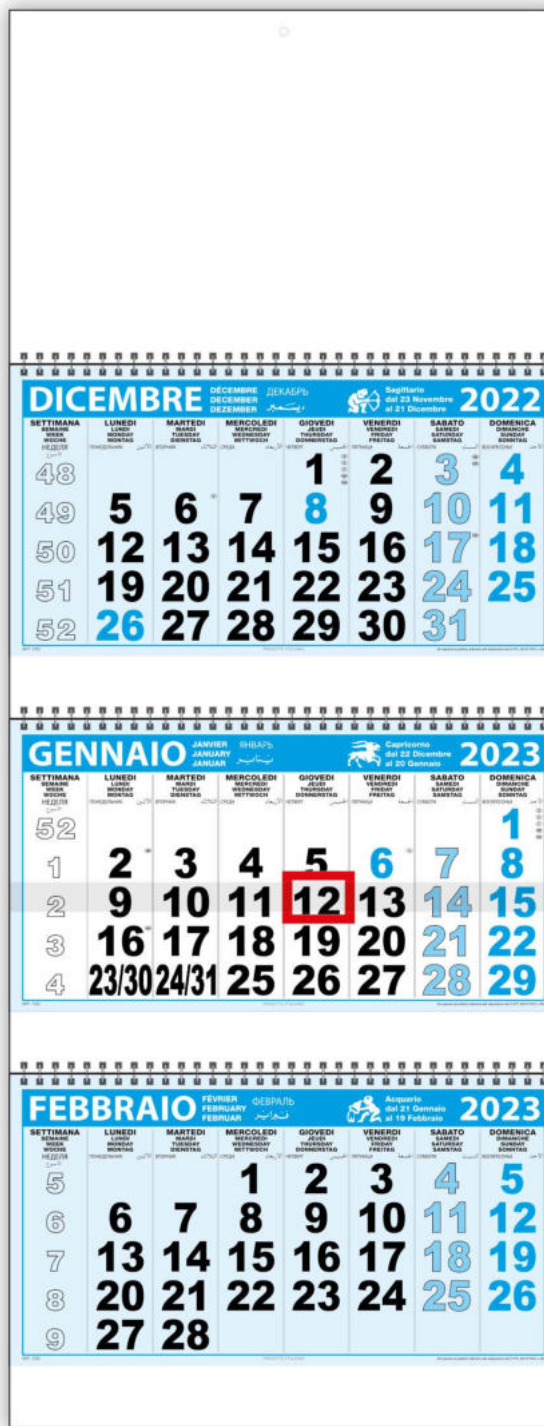 DICEMBRE DÉCEMBRE ДЕКАБРЬ Sagittario 2022
DECEMBER ديسمبر dal 23 Novembre
DEZEMBER al 21 Dicembre
SETTIMANA LUNEDI MARTEDI MERCOLEDI GIOVEDI VENERDI SABATO DOMENICA
SEMAINE LUNDI MARDI MERCREDI JEUDI VENDREDI SAMEDI DIMANCHE
WEEK MONDAY TUESDAY WEDNESDAY THURSDAY FRIDAY SATURDAY SUNDAY
WOCHE MONTAG DIENSTAG MITTWOCH DONNERSTAG FREITAG SAMSTAG SONNTAG
НЕДЕЛЯ
48 1 2 3 4
49 5 6 7 8 9 10 11
50 12 13 14 15 16 17 18
51 19 20 21 22 23 24 25
52 26 27 28 29 30 31
GENNAIO JANVIER ЯНВАРЬ Capricorno 2023
JANUARY يناير dal 22 Dicembre
JANUAR al 20 Gennaio
SETTIMANA LUNEDI MARTEDI MERCOLEDI GIOVEDI VENERDI SABATO DOMENICA
SEMAINE LUNDI MARDI MERCREDI JEUDI VENDREDI SAMEDI DIMANCHE
WEEK MONDAY TUESDAY WEDNESDAY THURSDAY FRIDAY SATURDAY SUNDAY
WOCHE MONTAG DIENSTAG MITTWOCH DONNERSTAG FREITAG SAMSTAG SONNTAG
НЕДЕЛЯ
52 1
1 2 3 4 5 6 7 8
2 9 10 11 12 13 14 15
3 16 17 18 19 20 21 22
4 23/30 24/31 25 26 27 28 29
FEBBRAIO FÉVRIER ФЕВРАЛЬ Acquario 2023
FEBRUARY فبراير dal 21 Gennaio
FEBRUAR al 19 Febbraio
SETTIMANA LUNEDI MARTEDI MERCOLEDI GIOVEDI VENERDI SABATO DOMENICA
SEMAINE LUNDI MARDI MERCREDI JEUDI VENDREDI SAMEDI DIMANCHE
WEEK MONDAY TUESDAY WEDNESDAY THURSDAY FRIDAY SATURDAY SUNDAY
WOCHE MONTAG DIENSTAG MITTWOCH DONNERSTAG FREITAG SAMSTAG SONNTAG
НЕДЕЛЯ
5 1 2 3 4 5
6 6 7 8 9 10 11 12
7 13 14 15 16 17 18 19
8 20 21 22 23 24 25 26
9 27 28